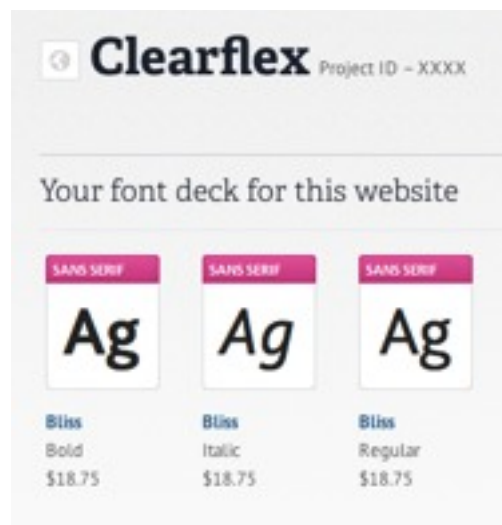 Clearflex Project ID – XXXX
Your font deck for this website
SANS SERIF SANS SERIF SANS SERIF
Ag Ag Ag
Bliss Bliss Bliss
Bold Italic Regular
$18.75 $18.75 $18.75